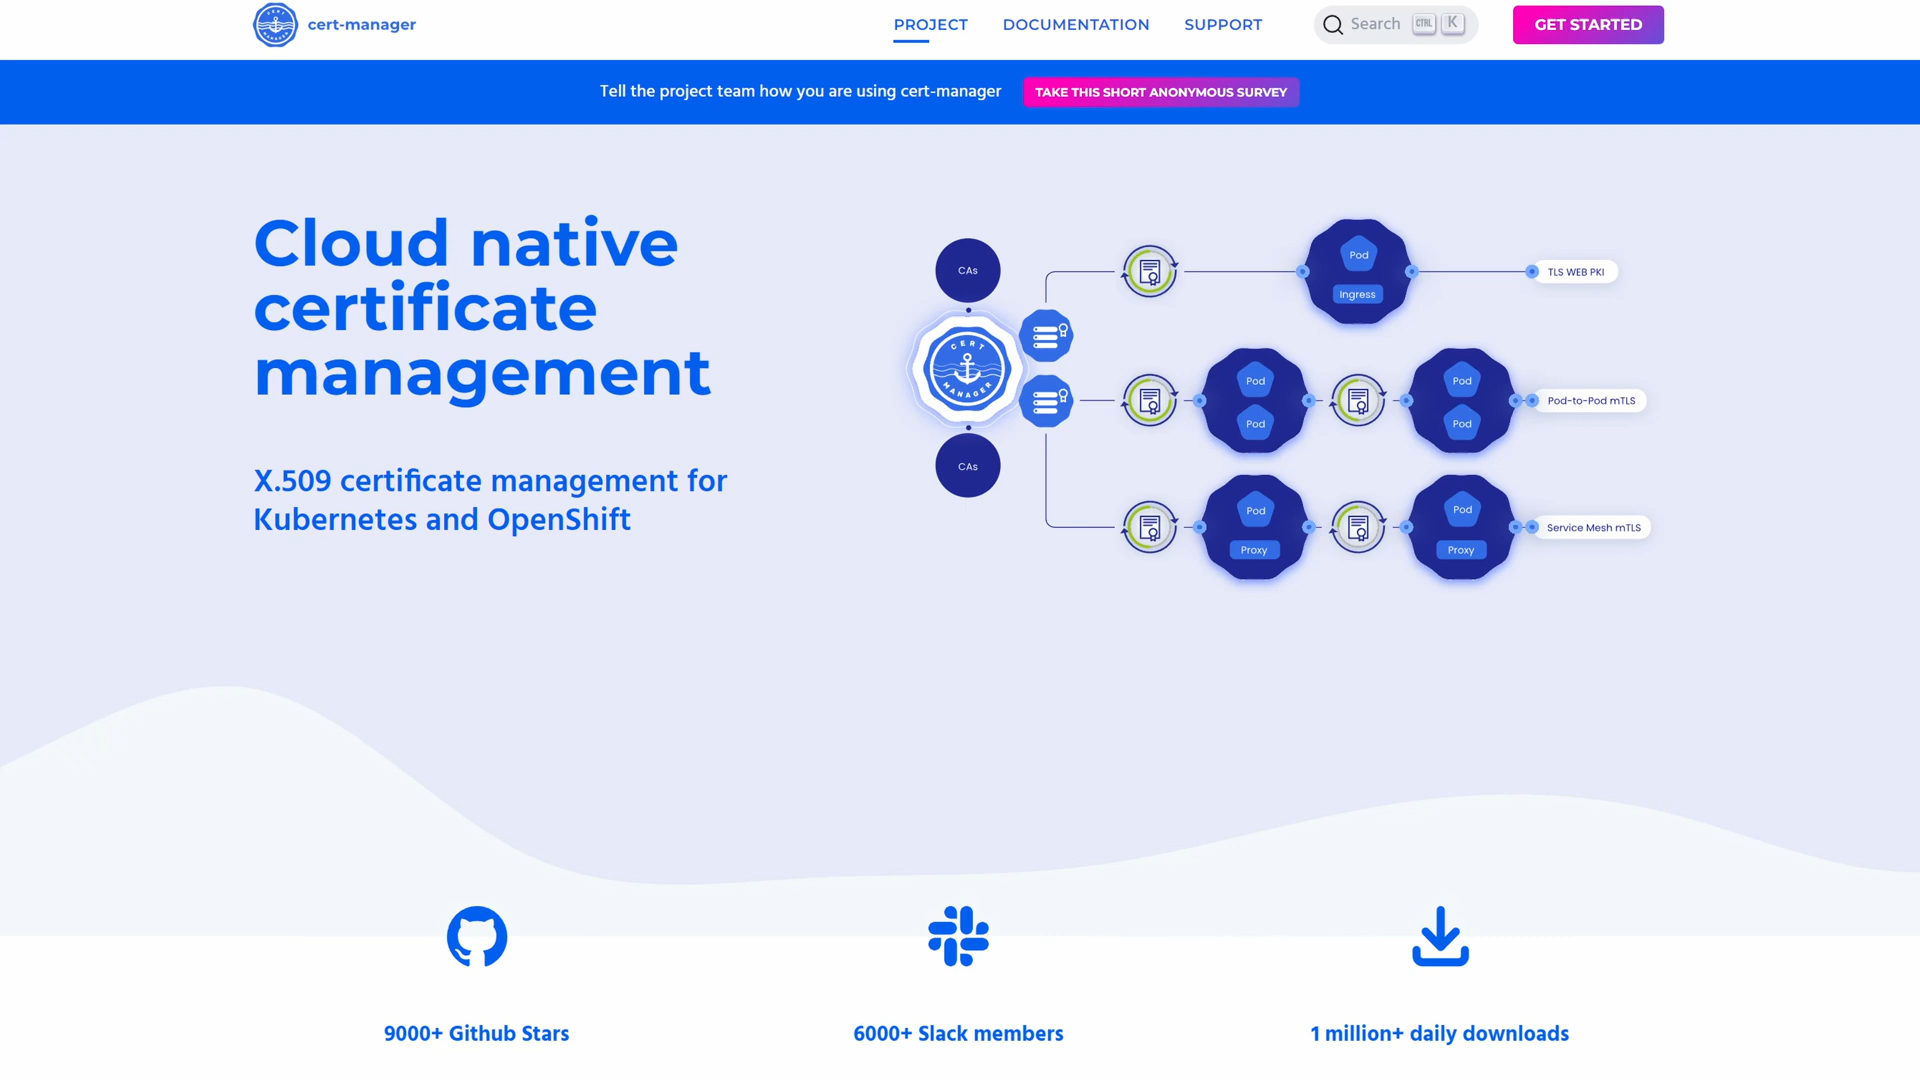 cert-manager
PROJECT
DOCUMENTATION
SUPPORT
Search CTRL K
GET STARTED
Tell the project team how you are using cert-manager
TAKE THIS SHORT ANONYMOUS SURVEY
Cloud native
certificate
management
X.509 certificate management for
Kubernetes and OpenShift
CAs
CERT
MANAGER
CAs
Pod
Ingress
TLS WEB PKI
Pod
Pod
Pod
Pod
Pod-to-Pod mTLS
Pod
Proxy
Pod
Proxy
Service Mesh mTLS
9000+ Github Stars
6000+ Slack members
1 million+ daily downloads